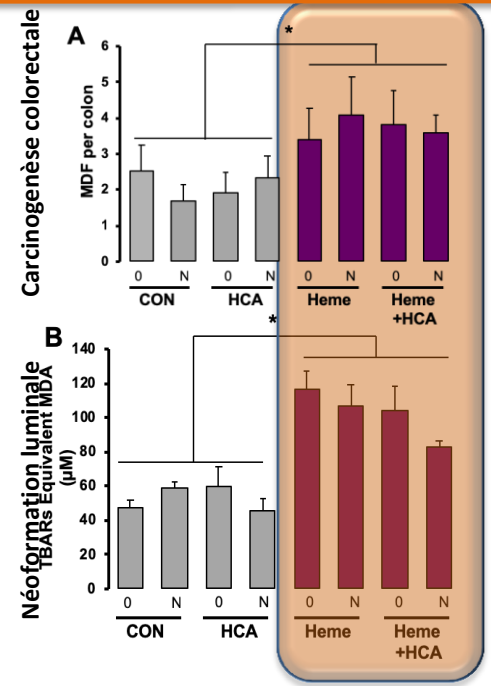 Carcinogenèse colorectale
A
*
MDF per colon
6
5
4
3
2
1
0
0 N 0 N 0 N 0 N
CON HCA Heme Heme
+HCA
*
B
Néoformation luminale
TBARs Equivalent MDA
(µM)
140
120
100
80
60
40
20
0
0 N 0 N 0 N 0 N
CON HCA Heme Heme
+HCA